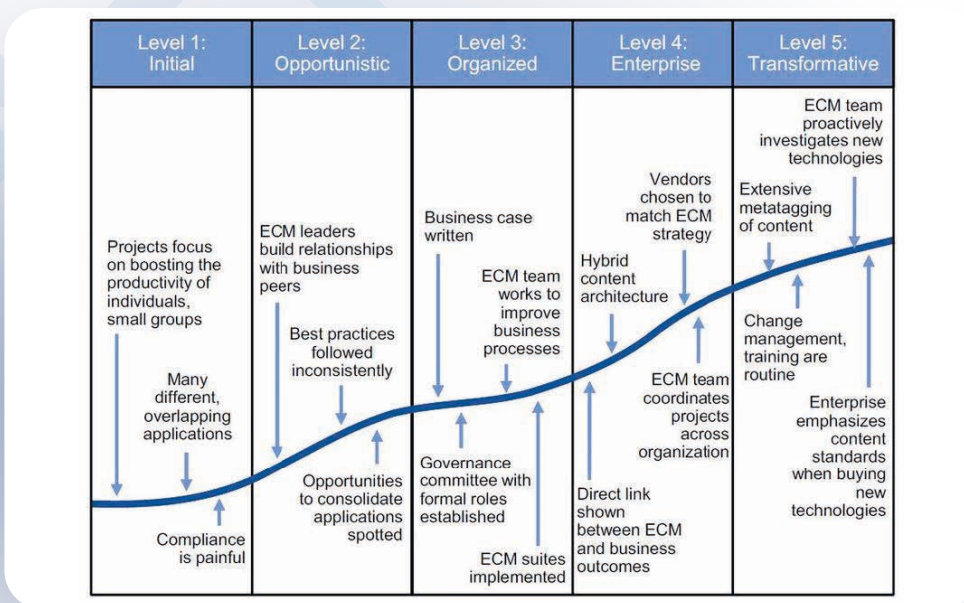 Level 1:
Initial
Level 2:
Opportunistic
Level 3:
Organized
Level 4:
Enterprise
Level 5:
Transformative
Projects focus
on boosting the
productivity of
individuals,
small groups
Many
different,
overlapping
applications
Compliance
is painful
ECM leaders
build relationships
with business
peers
Best practices
followed
inconsistently
Opportunities
to consolidate
applications
spotted
Business case
written
ECM team
works to
improve
business
processes
Governance
committee with
formal roles
established
ECM suites
implemented
Vendors
chosen to
match ECM
strategy
Hybrid
content
architecture
ECM team
coordinates
projects
across
organization
Direct link
shown
between ECM
and business
outcomes
ECM team
proactively
investigates new
technologies
Extensive
metatagging
of content
Change
management,
training are
routine
Enterprise
emphasizes
content
standards
when buying
new
technologies